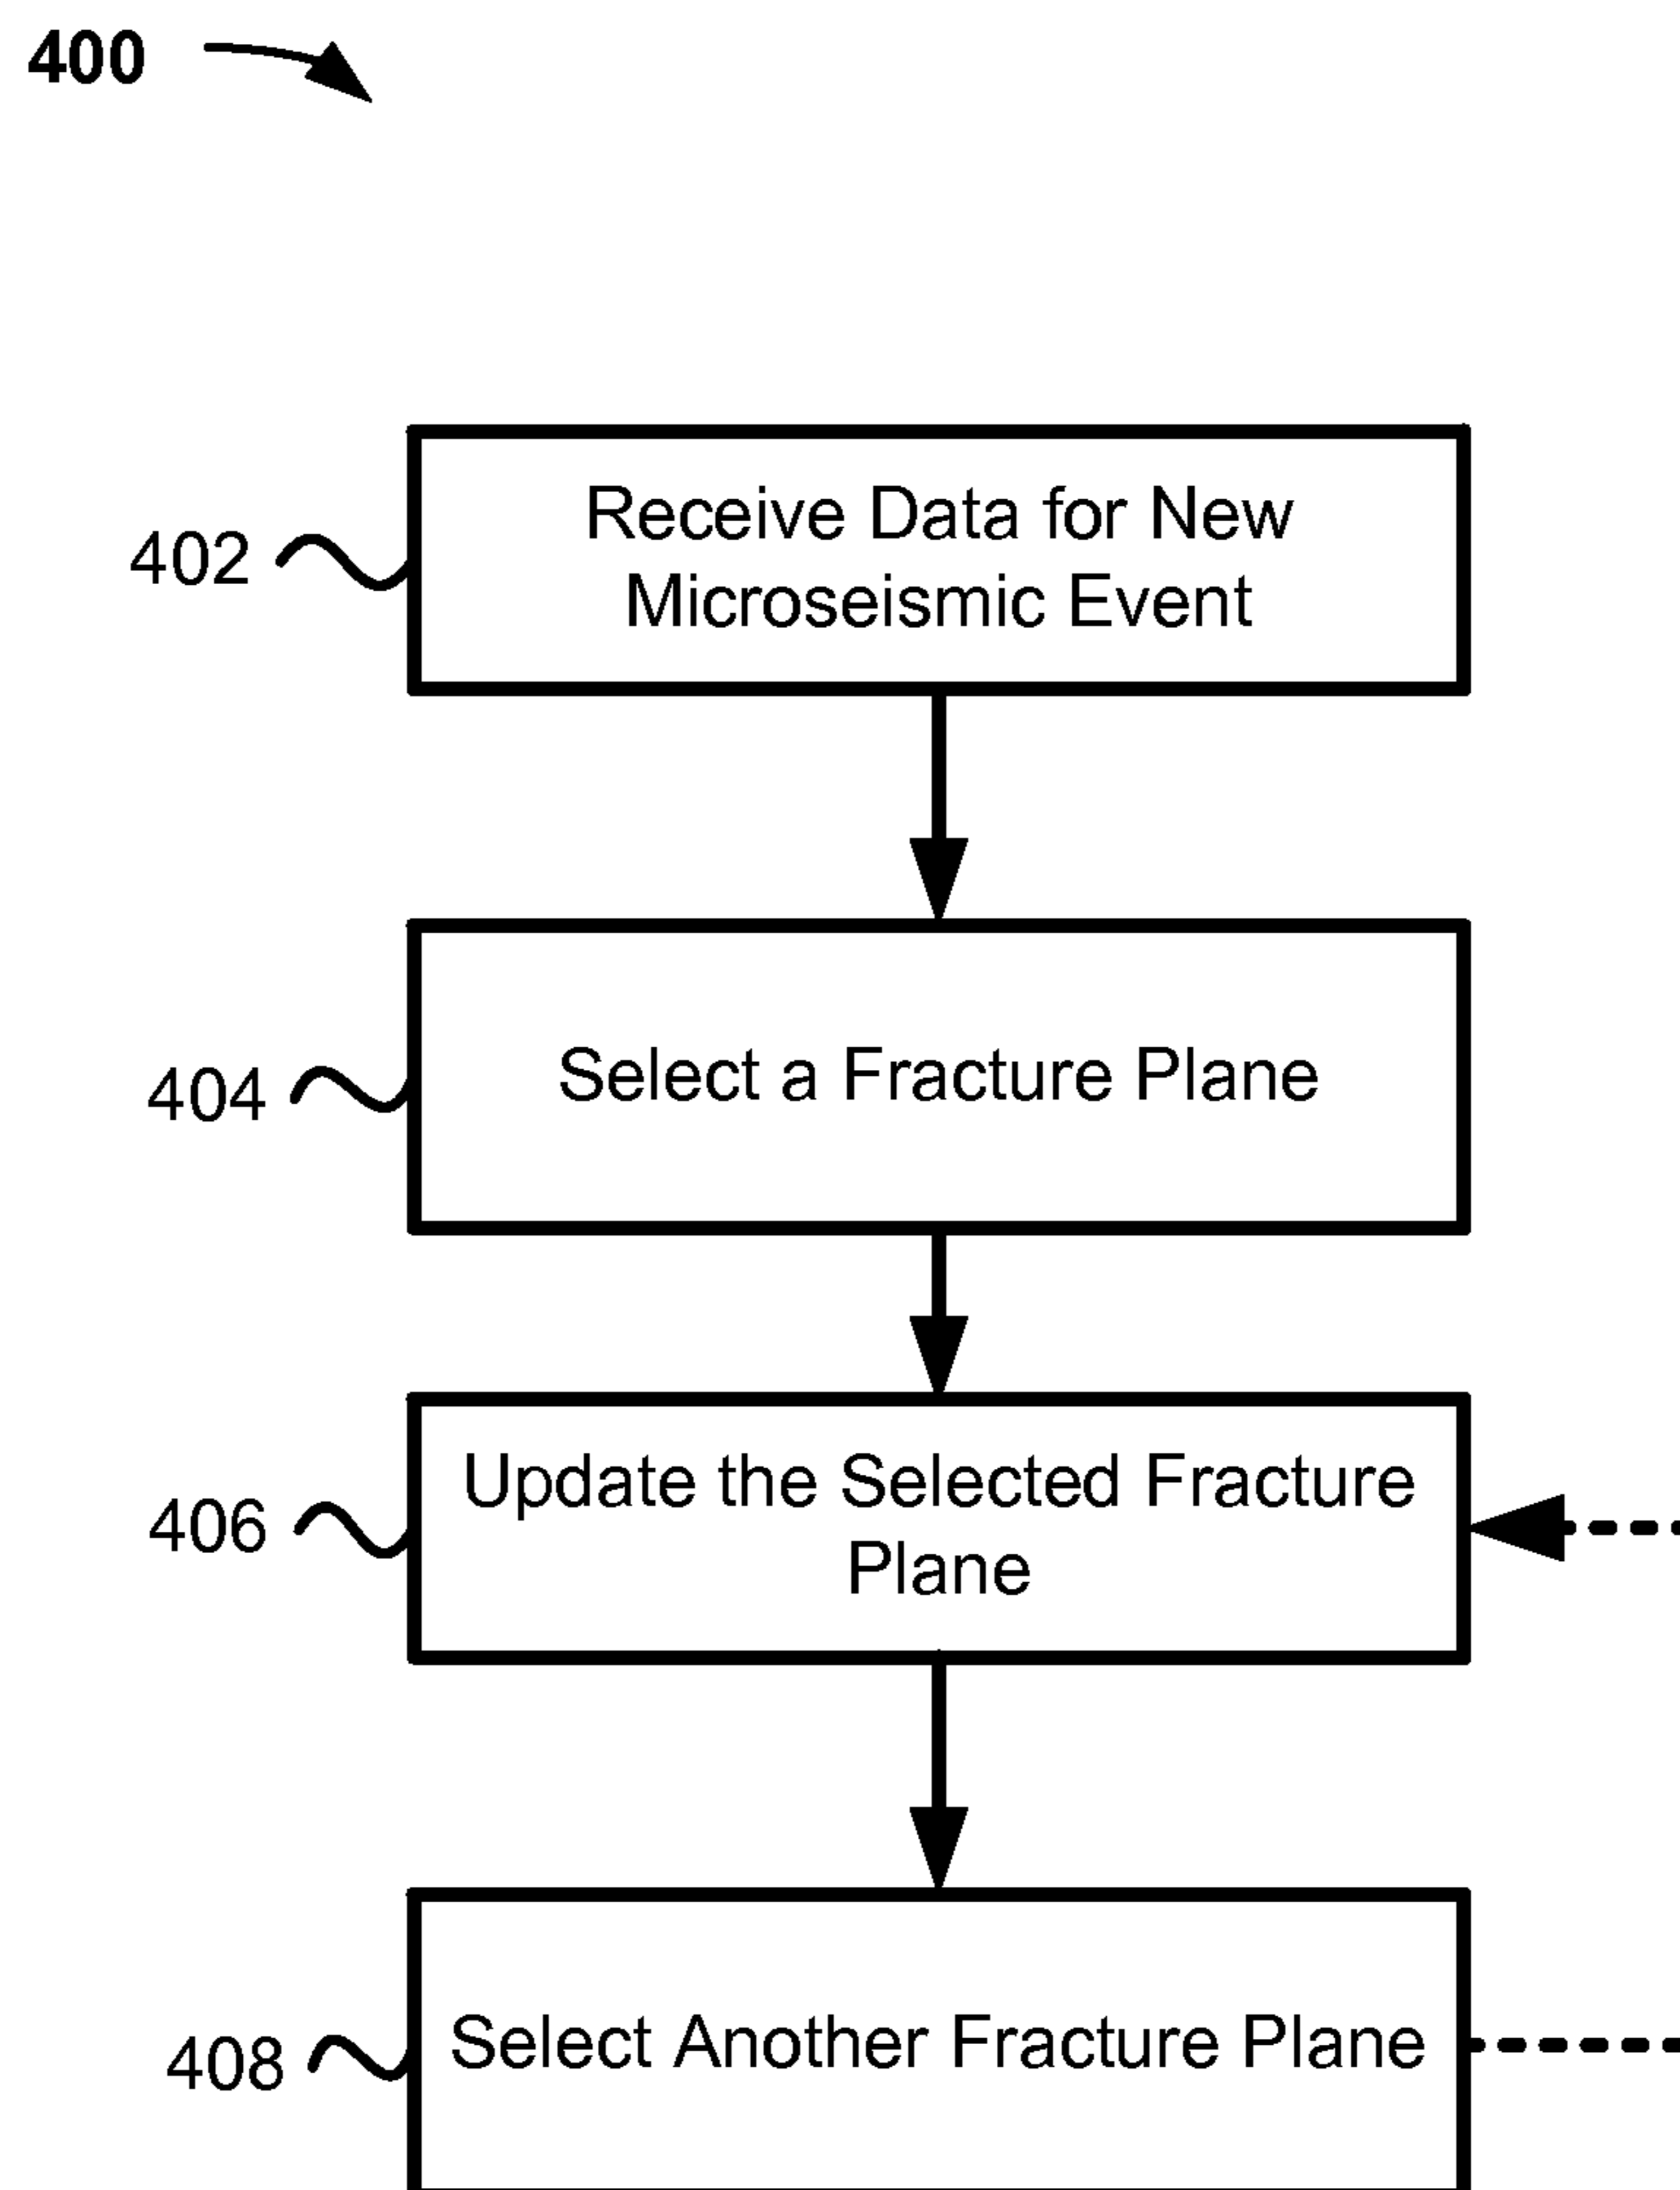 400
402
Receive Data for New
Microseismic Event
404
Select a Fracture Plane
406
Update the Selected Fracture
Plane
408
Select Another Fracture Plane